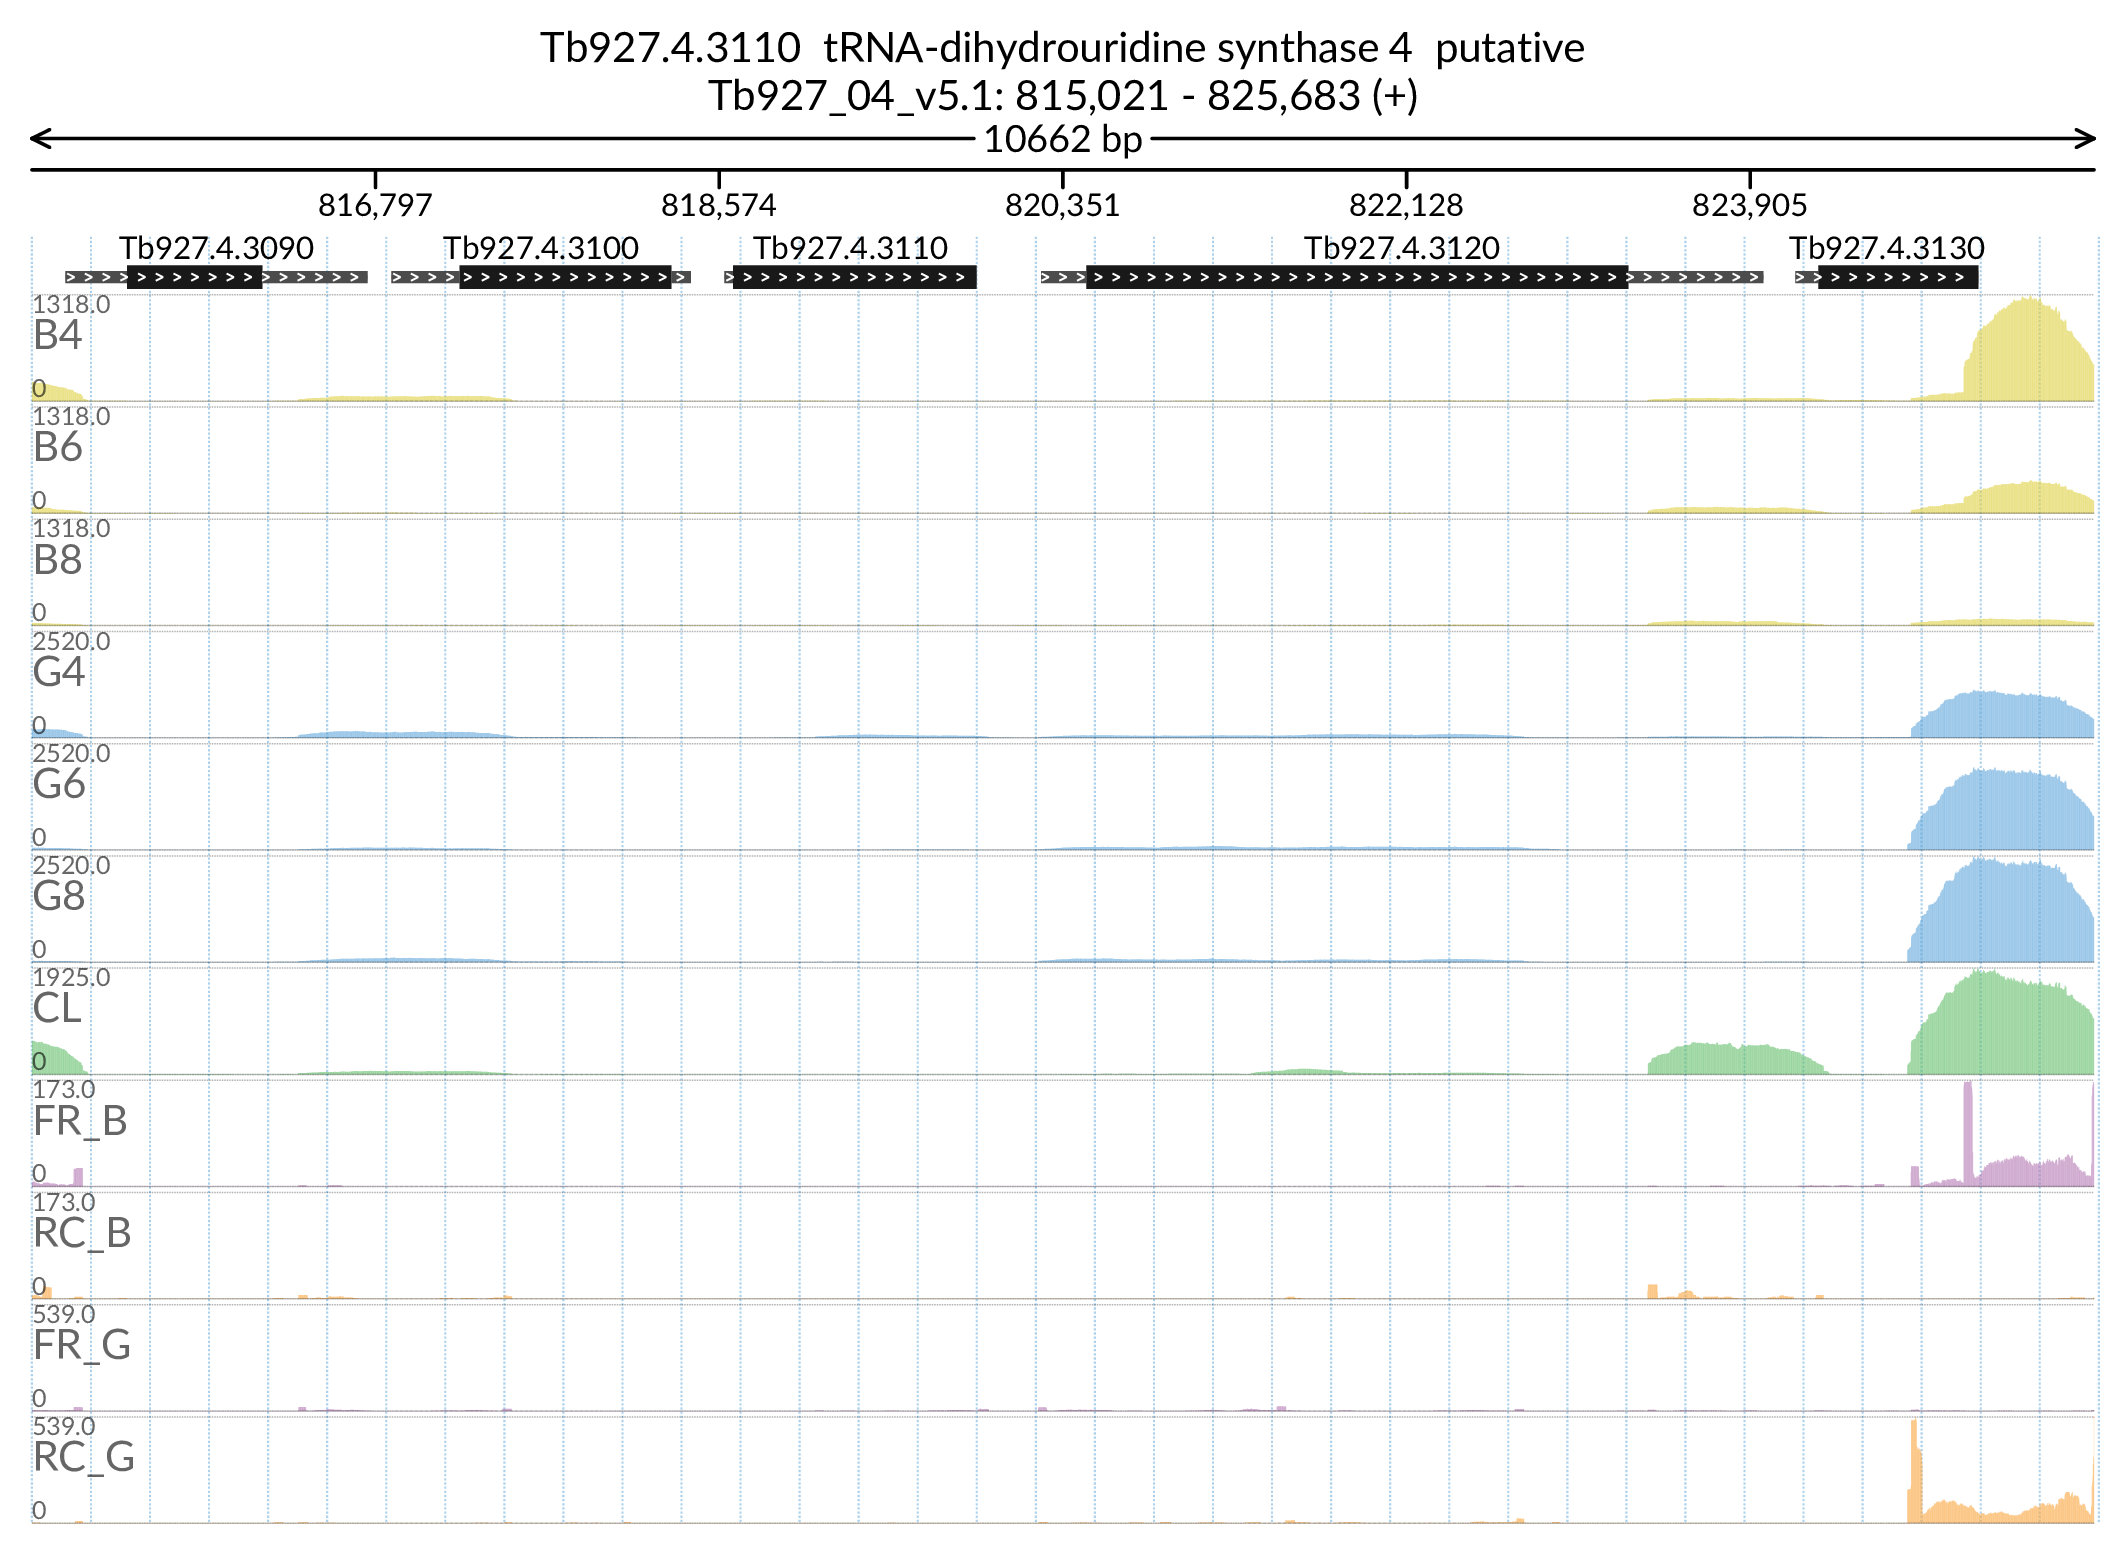 Tb927.4.3110  tRNA-dihydrouridine synthase 4  putative
Tb927_04_v5.1: 815,021 - 825,683 (+)
10662 bp
816,797 818,574 820,351 822,128 823,905
Tb927.4.3090 Tb927.4.3100 Tb927.4.3110 Tb927.4.3120 Tb927.4.3130
1318.0
B4
0
1318.0
B6
0
1318.0
B8
0
2520.0
G4
0
2520.0
G6
0
2520.0
G8
0
1925.0
CL
0
173.0
FR_B
0
173.0
RC_B
0
539.0
FR_G
0
539.0
RC_G
0